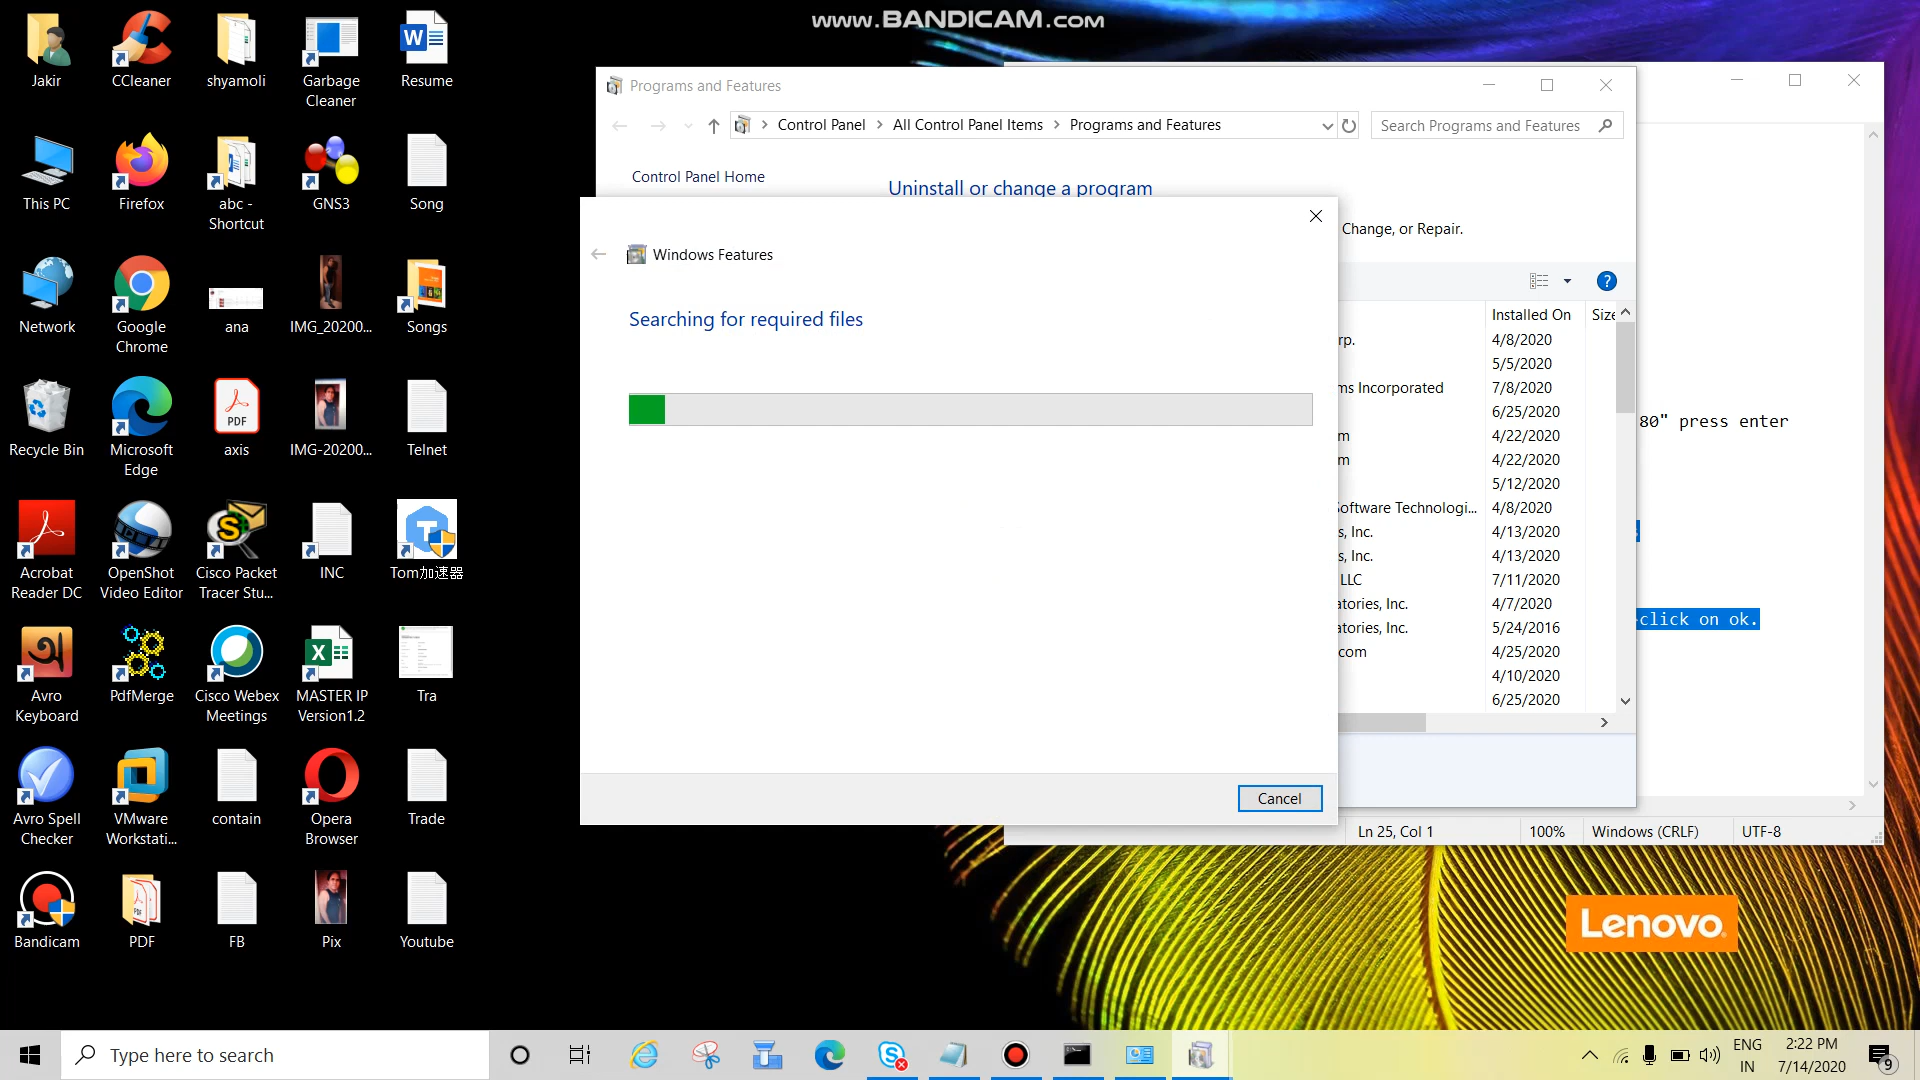 www.BANDICAM.com
Jakir
CCleaner
shyamoli
Garbage
Cleaner
Resume
This PC
Firefox
abc -
Shortcut
GNS3
Song
Network
Google
Chrome
ana
IMG_20200...
Songs
Recycle Bin
Microsoft
Edge
PDF
axis
IMG-20200...
Telnet
Acrobat
Reader DC
OpenShot
Video Editor
Cisco Packet
Tracer Stu...
INC
Tom加速器
Avro
Keyboard
PdfMerge
Cisco Webex
Meetings
MASTER IP
Version1.2
Tra
Avro Spell
Checker
VMware
Workstati...
contain
Opera
Browser
Trade
Bandicam
PDF
FB
Pix
Youtube
Programs and Features
Control Panel
All Control Panel Items
Programs and Features
Search Programs and Features
Control Panel Home
Uninstall or change a program
Change, or Repair.
Windows Features
Searching for required files
Cancel
Installed On
Size
rp.
4/8/2020
5/5/2020
ms Incorporated
7/8/2020
6/25/2020
m
4/22/2020
m
4/22/2020
5/12/2020
Software Technologi...
4/8/2020
s, Inc.
4/13/2020
s, Inc.
4/13/2020
LLC
7/11/2020
atories, Inc.
4/7/2020
atories, Inc.
5/24/2016
com
4/25/2020
4/10/2020
6/25/2020
80" press enter
click on ok.
Ln 25, Col 1
100%
Windows (CRLF)
UTF-8
Lenovo
Type here to search
ENG
IN
2:22 PM
7/14/2020
9